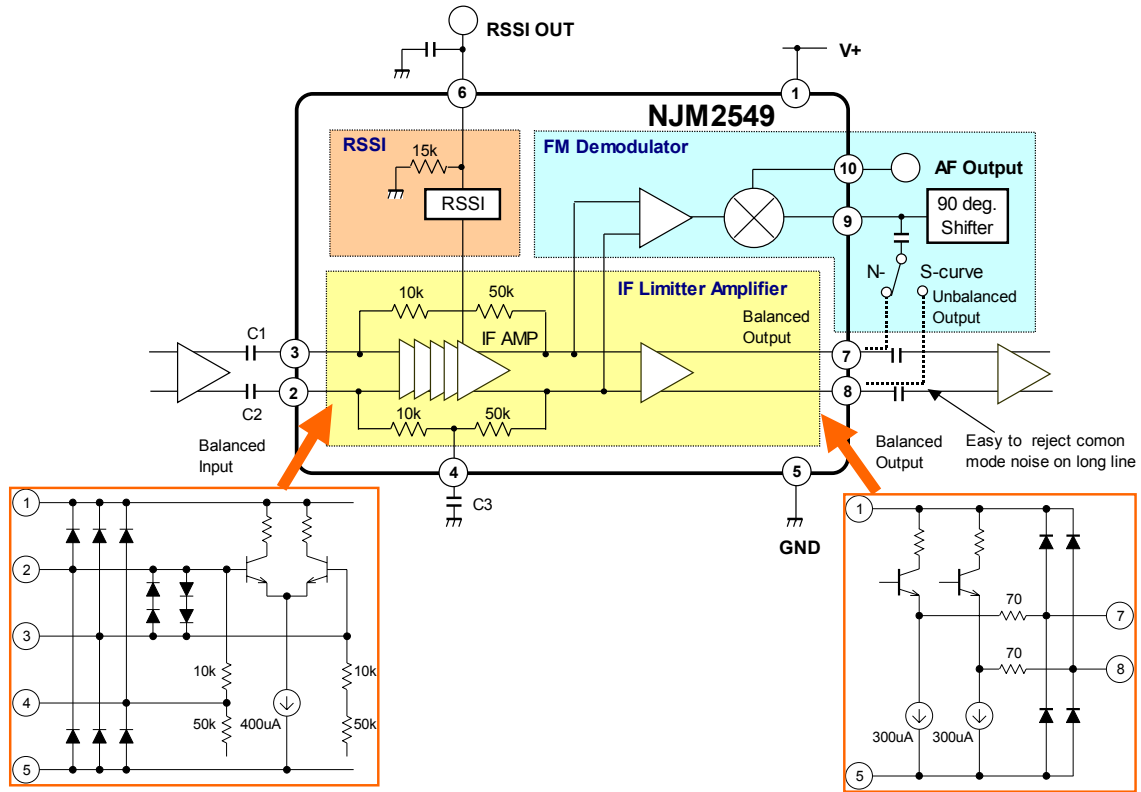 RSSI OUT
V+
6
1
NJM2549
RSSI
FM Demodulator
15k
10
AF Output
RSSI
9
90 deg.
Shifter
N-
S-curve
Unbalanced
Output
IF Limitter Amplifier
10k
50k
Balanced
Output
C1
IF AMP
3
7
2
8
C2
10k
50k
Balanced
Input
4
5
Balanced
Output
Easy to reject comon
mode noise on long line
C3
GND
1
2
3
10k
10k
4
50k
400uA
50k
5
1
70
7
70
8
300uA
300uA
5